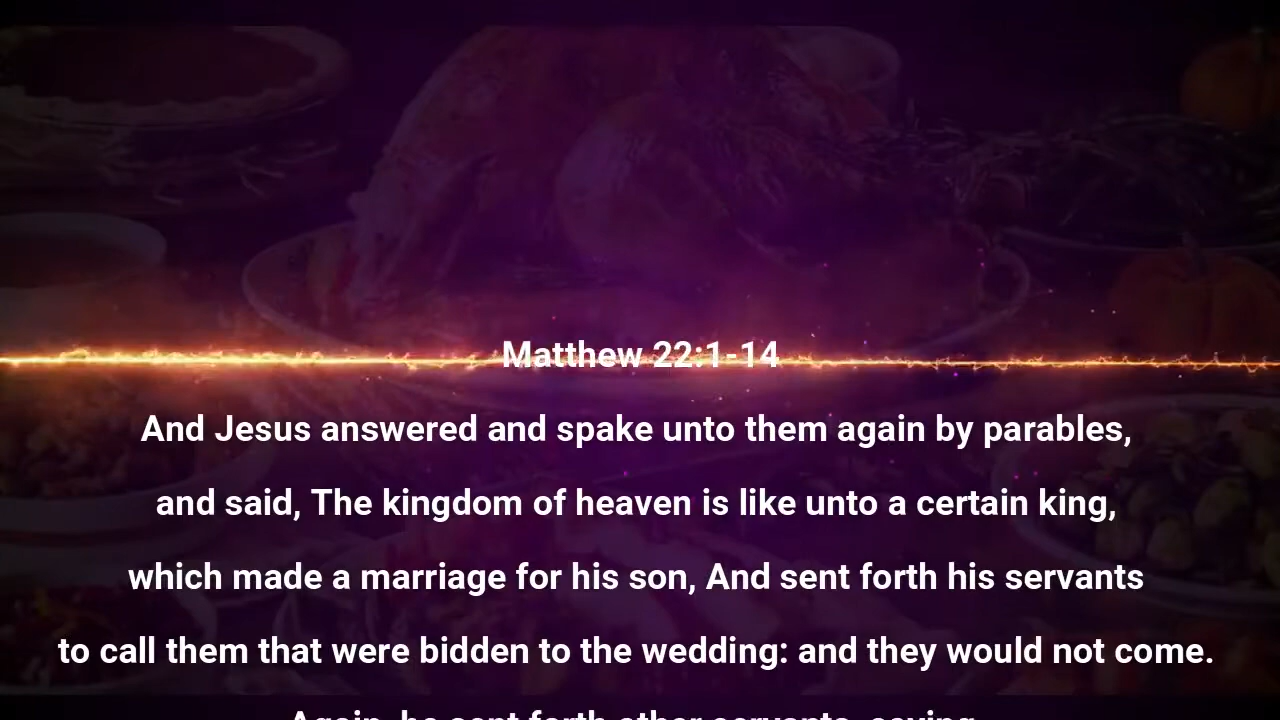 Matthew 22:1-14
And Jesus answered and spake unto them again by parables,
and said, The kingdom of heaven is like unto a certain king,
which made a marriage for his son, And sent forth his servants
to call them that were bidden to the wedding: and they would not come.
Again, he sent forth other servants, saying,